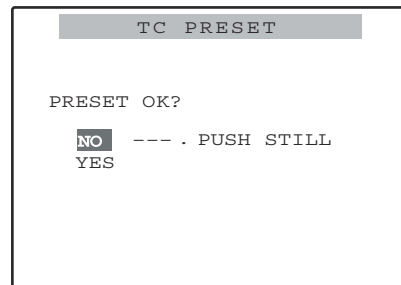 TC PRESET
PRESET OK?
NO ---. PUSH STILL
YES